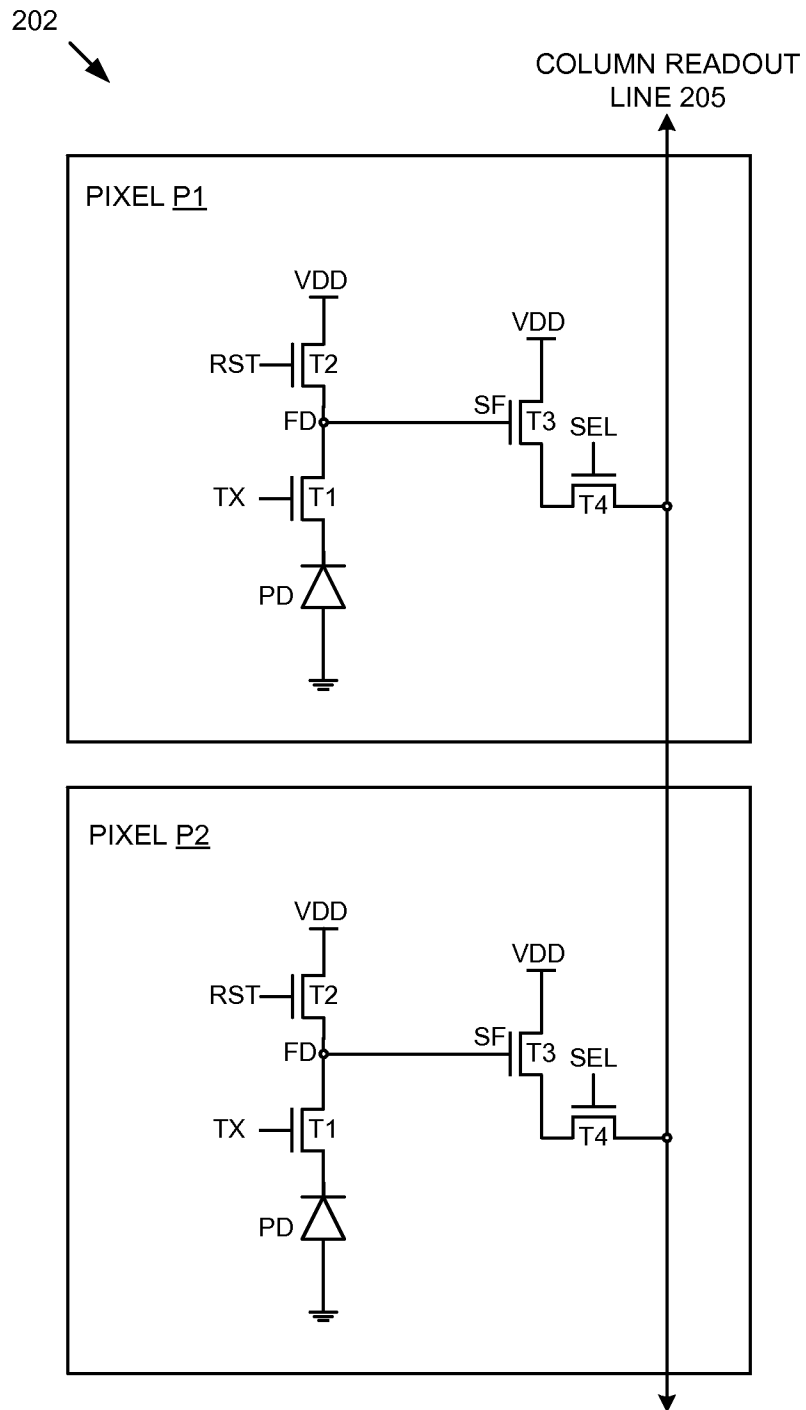 202
COLUMN READOUT
LINE 205
PIXEL P1
VDD
VDD
RST
T2
FD
SF
T3
SEL
TX
T1
T4
PD
PIXEL P2
VDD
VDD
RST
T2
FD
SF
T3
SEL
TX
T1
T4
PD